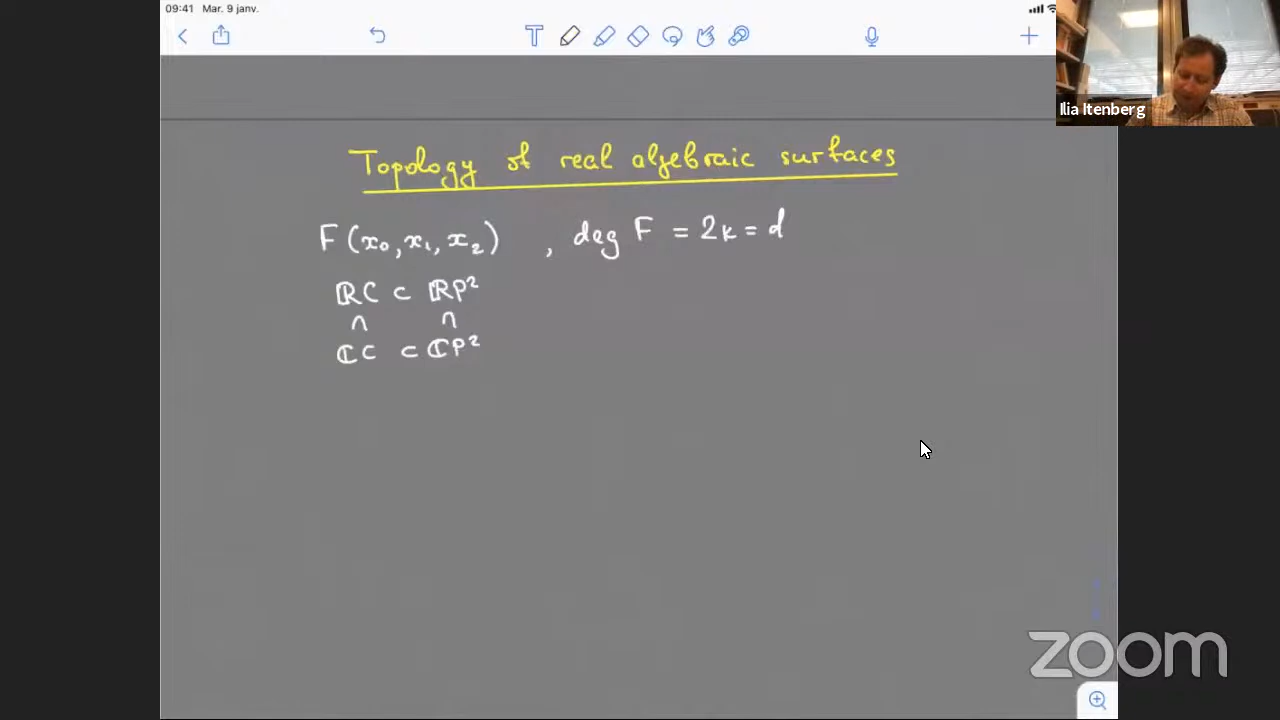 09:41 Mar. 9 janv.
Ilia Itenberg
Topology of real algebraic surfaces
F(x₀, x₁, x₂) , deg F = 2k = d
ℝC ⊂ ℝP²
∩ ∩
ℂC ⊂ ℂP²
zoom